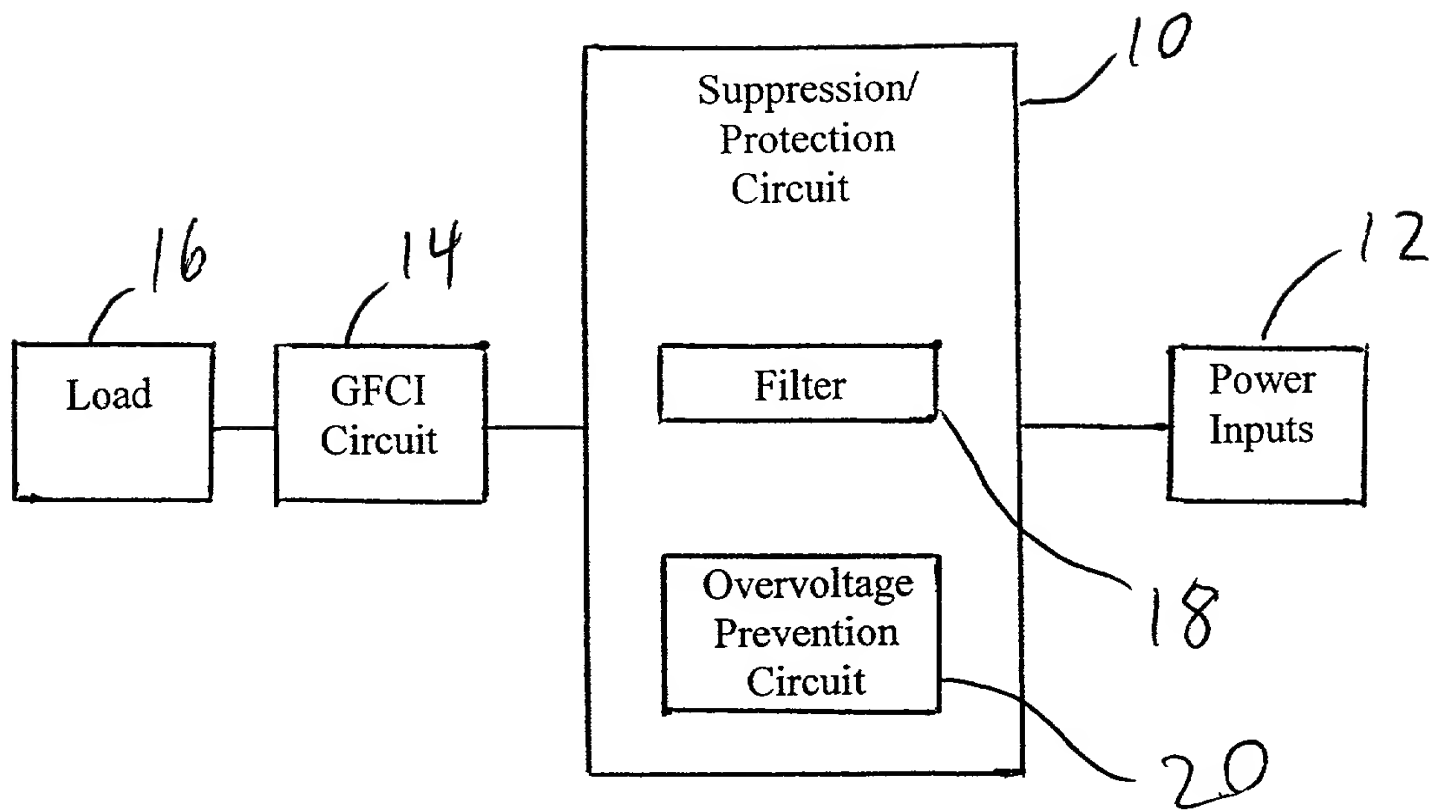 10
Suppression/
Protection
Circuit
16
14
12
Load
GFCI
Circuit
Filter
Power
Inputs
18
Overvoltage
Prevention
Circuit
20